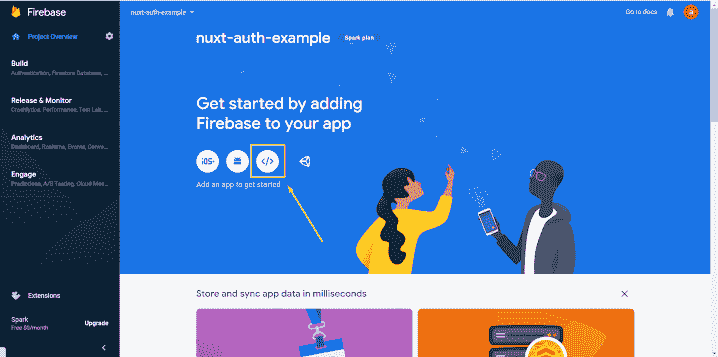 Firebase
nuxt-auth-example
Go to docs
Project Overview
nuxt-auth-example
Spark plan
Build
Authentication, Firestore Database, ...
Release & Monitor
Crashlytics, Performance, Test Lab, ...
Analytics
Dashboard, Realtime, Events, Conve...
Engage
Predictions, A/B Testing, Cloud Mes...
Get started by adding
Firebase to your app
iOS+
</>
Add an app to get started
Extensions
Spark
Free $0/month
Upgrade
Store and sync app data in milliseconds